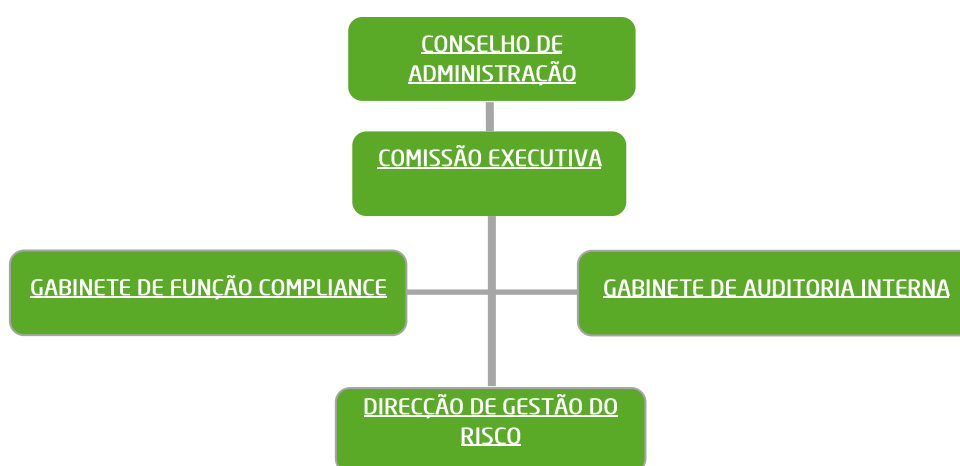 CONSELHO DE
ADMINISTRAÇÃO
COMISSÃO EXECUTIVA
GABINETE DE FUNÇÃO COMPLIANCE
GABINETE DE AUDITORIA INTERNA
DIRECÇÃO DE GESTÃO DO
RISCO